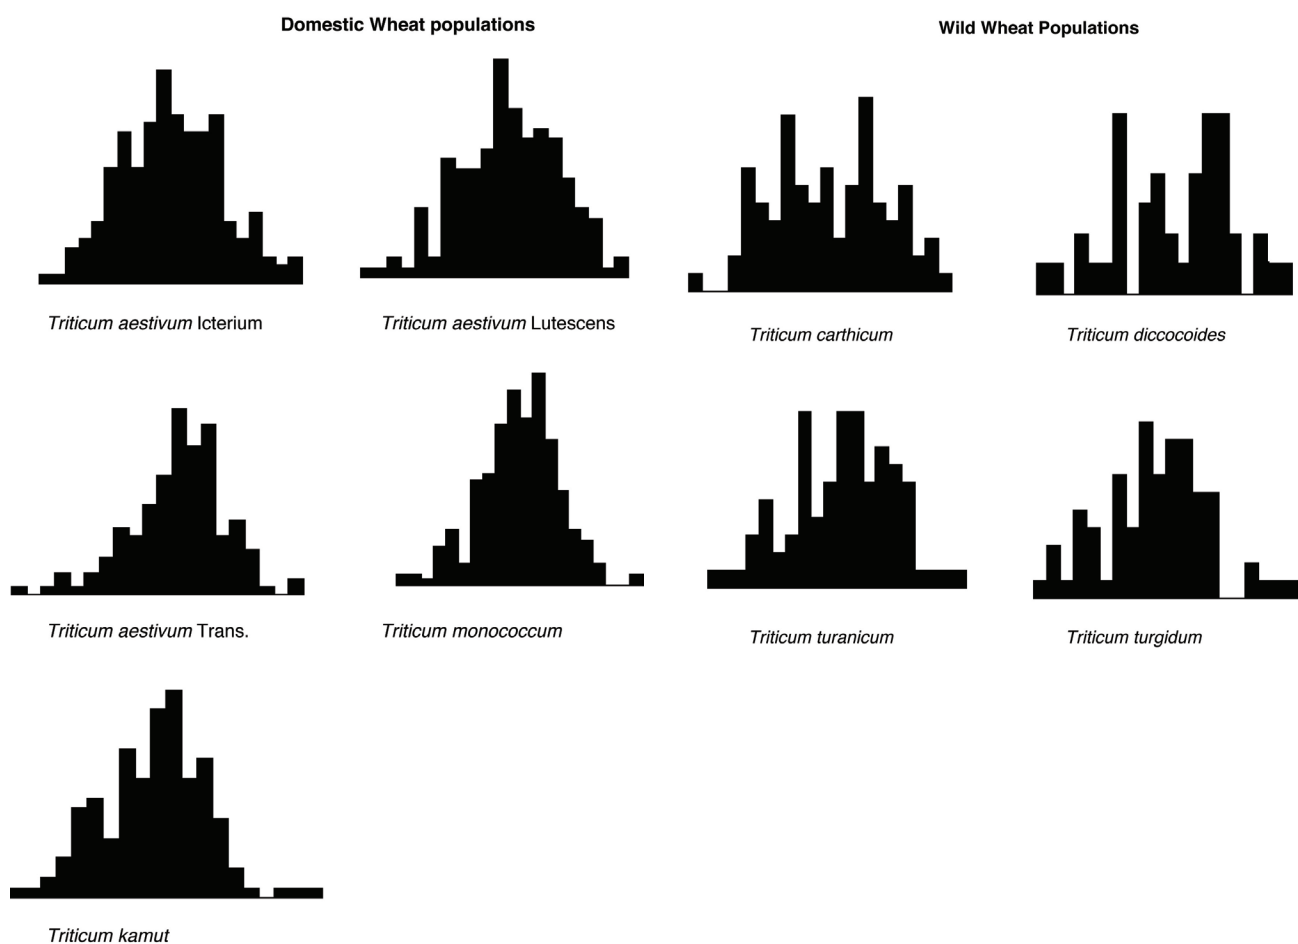 Domestic Wheat populations
Wild Wheat Populations
Triticum aestivum Icterium
Triticum aestivum Lutescens
Triticum carthicum
Triticum diccocoides
Triticum aestivum Trans.
Triticum monococcum
Triticum turanicum
Triticum turgidum
Triticum kamut